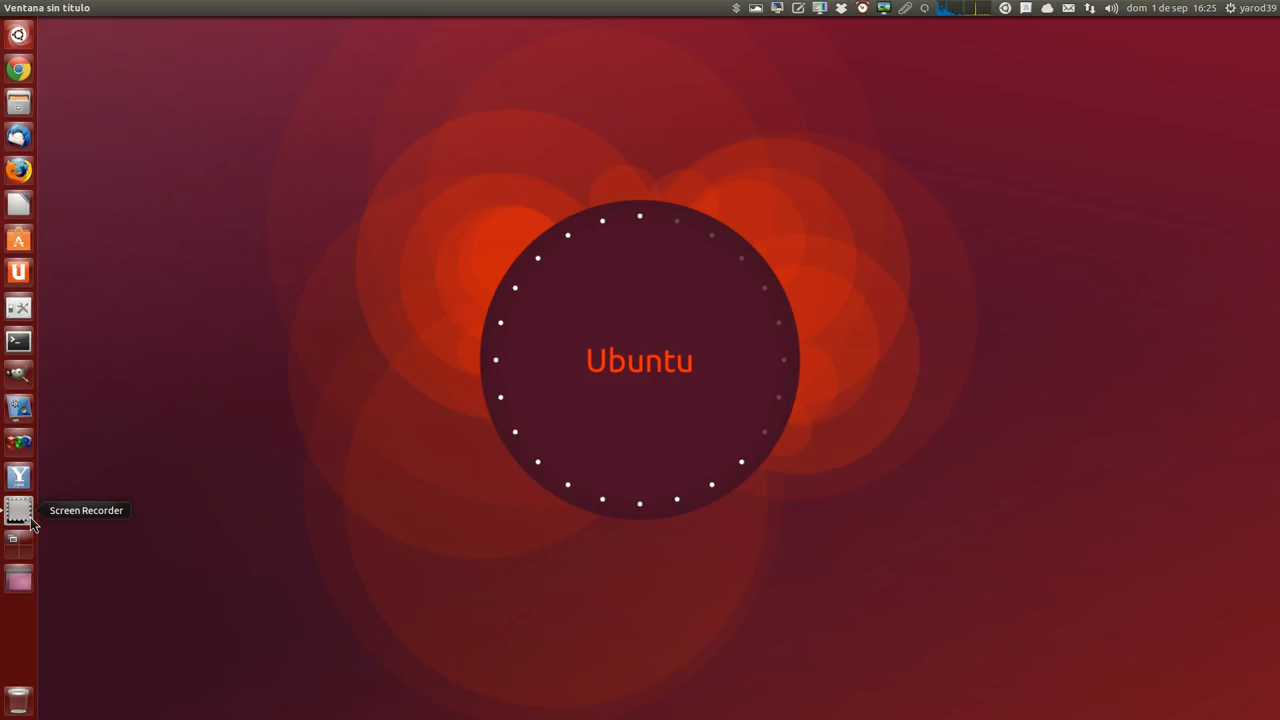 Ventana sin título
dom 1 de sep 16:25
yarod39
Ubuntu
Screen Recorder